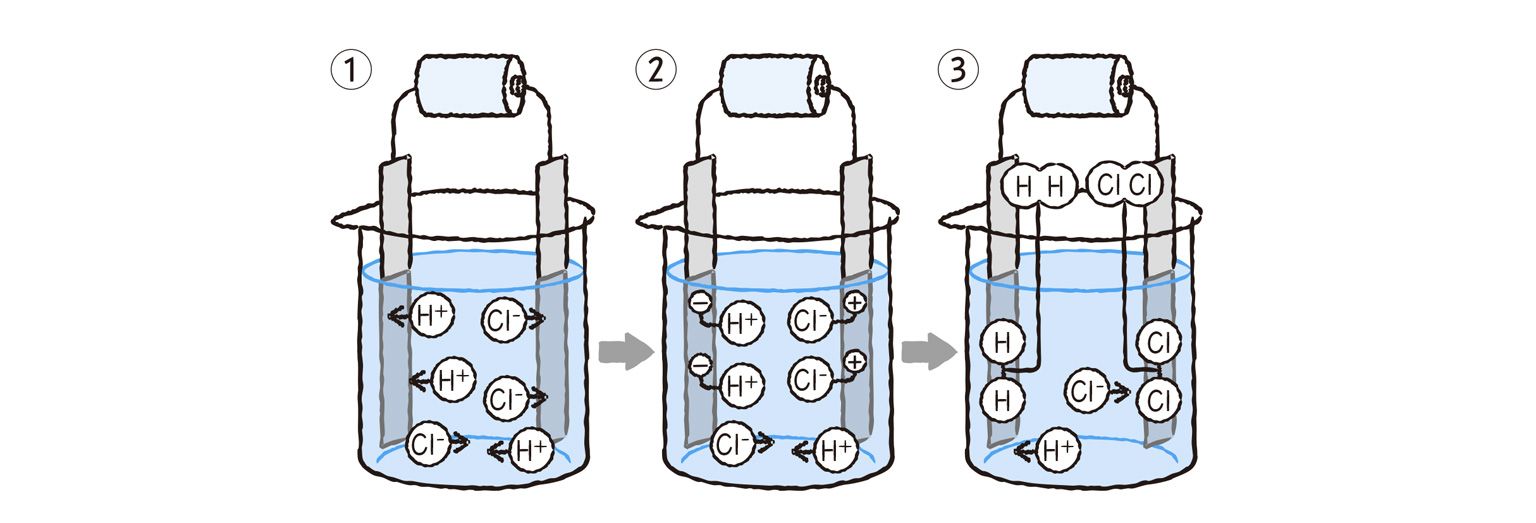 ①
H⁺ Cl⁻
H⁺ Cl⁻
Cl⁻ H⁺
②
− H⁺ Cl⁻ +
− H⁺ Cl⁻ +
Cl⁻ H⁺
③
H H Cl Cl
H Cl
H Cl⁻ Cl
H⁺